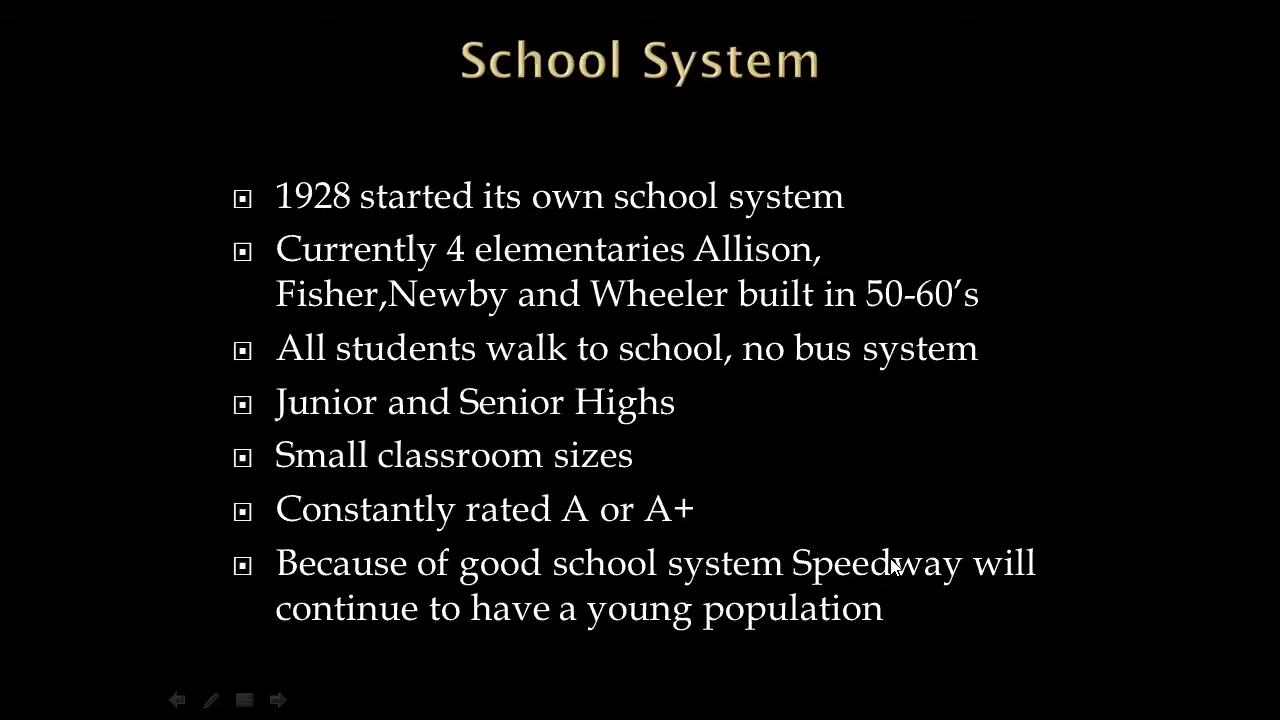 School System
1928 started its own school system
Currently 4 elementaries Allison,
Fisher,Newby and Wheeler built in 50-60’s
All students walk to school, no bus system
Junior and Senior Highs
Small classroom sizes
Constantly rated A or A+
Because of good school system Speedway will
continue to have a young population